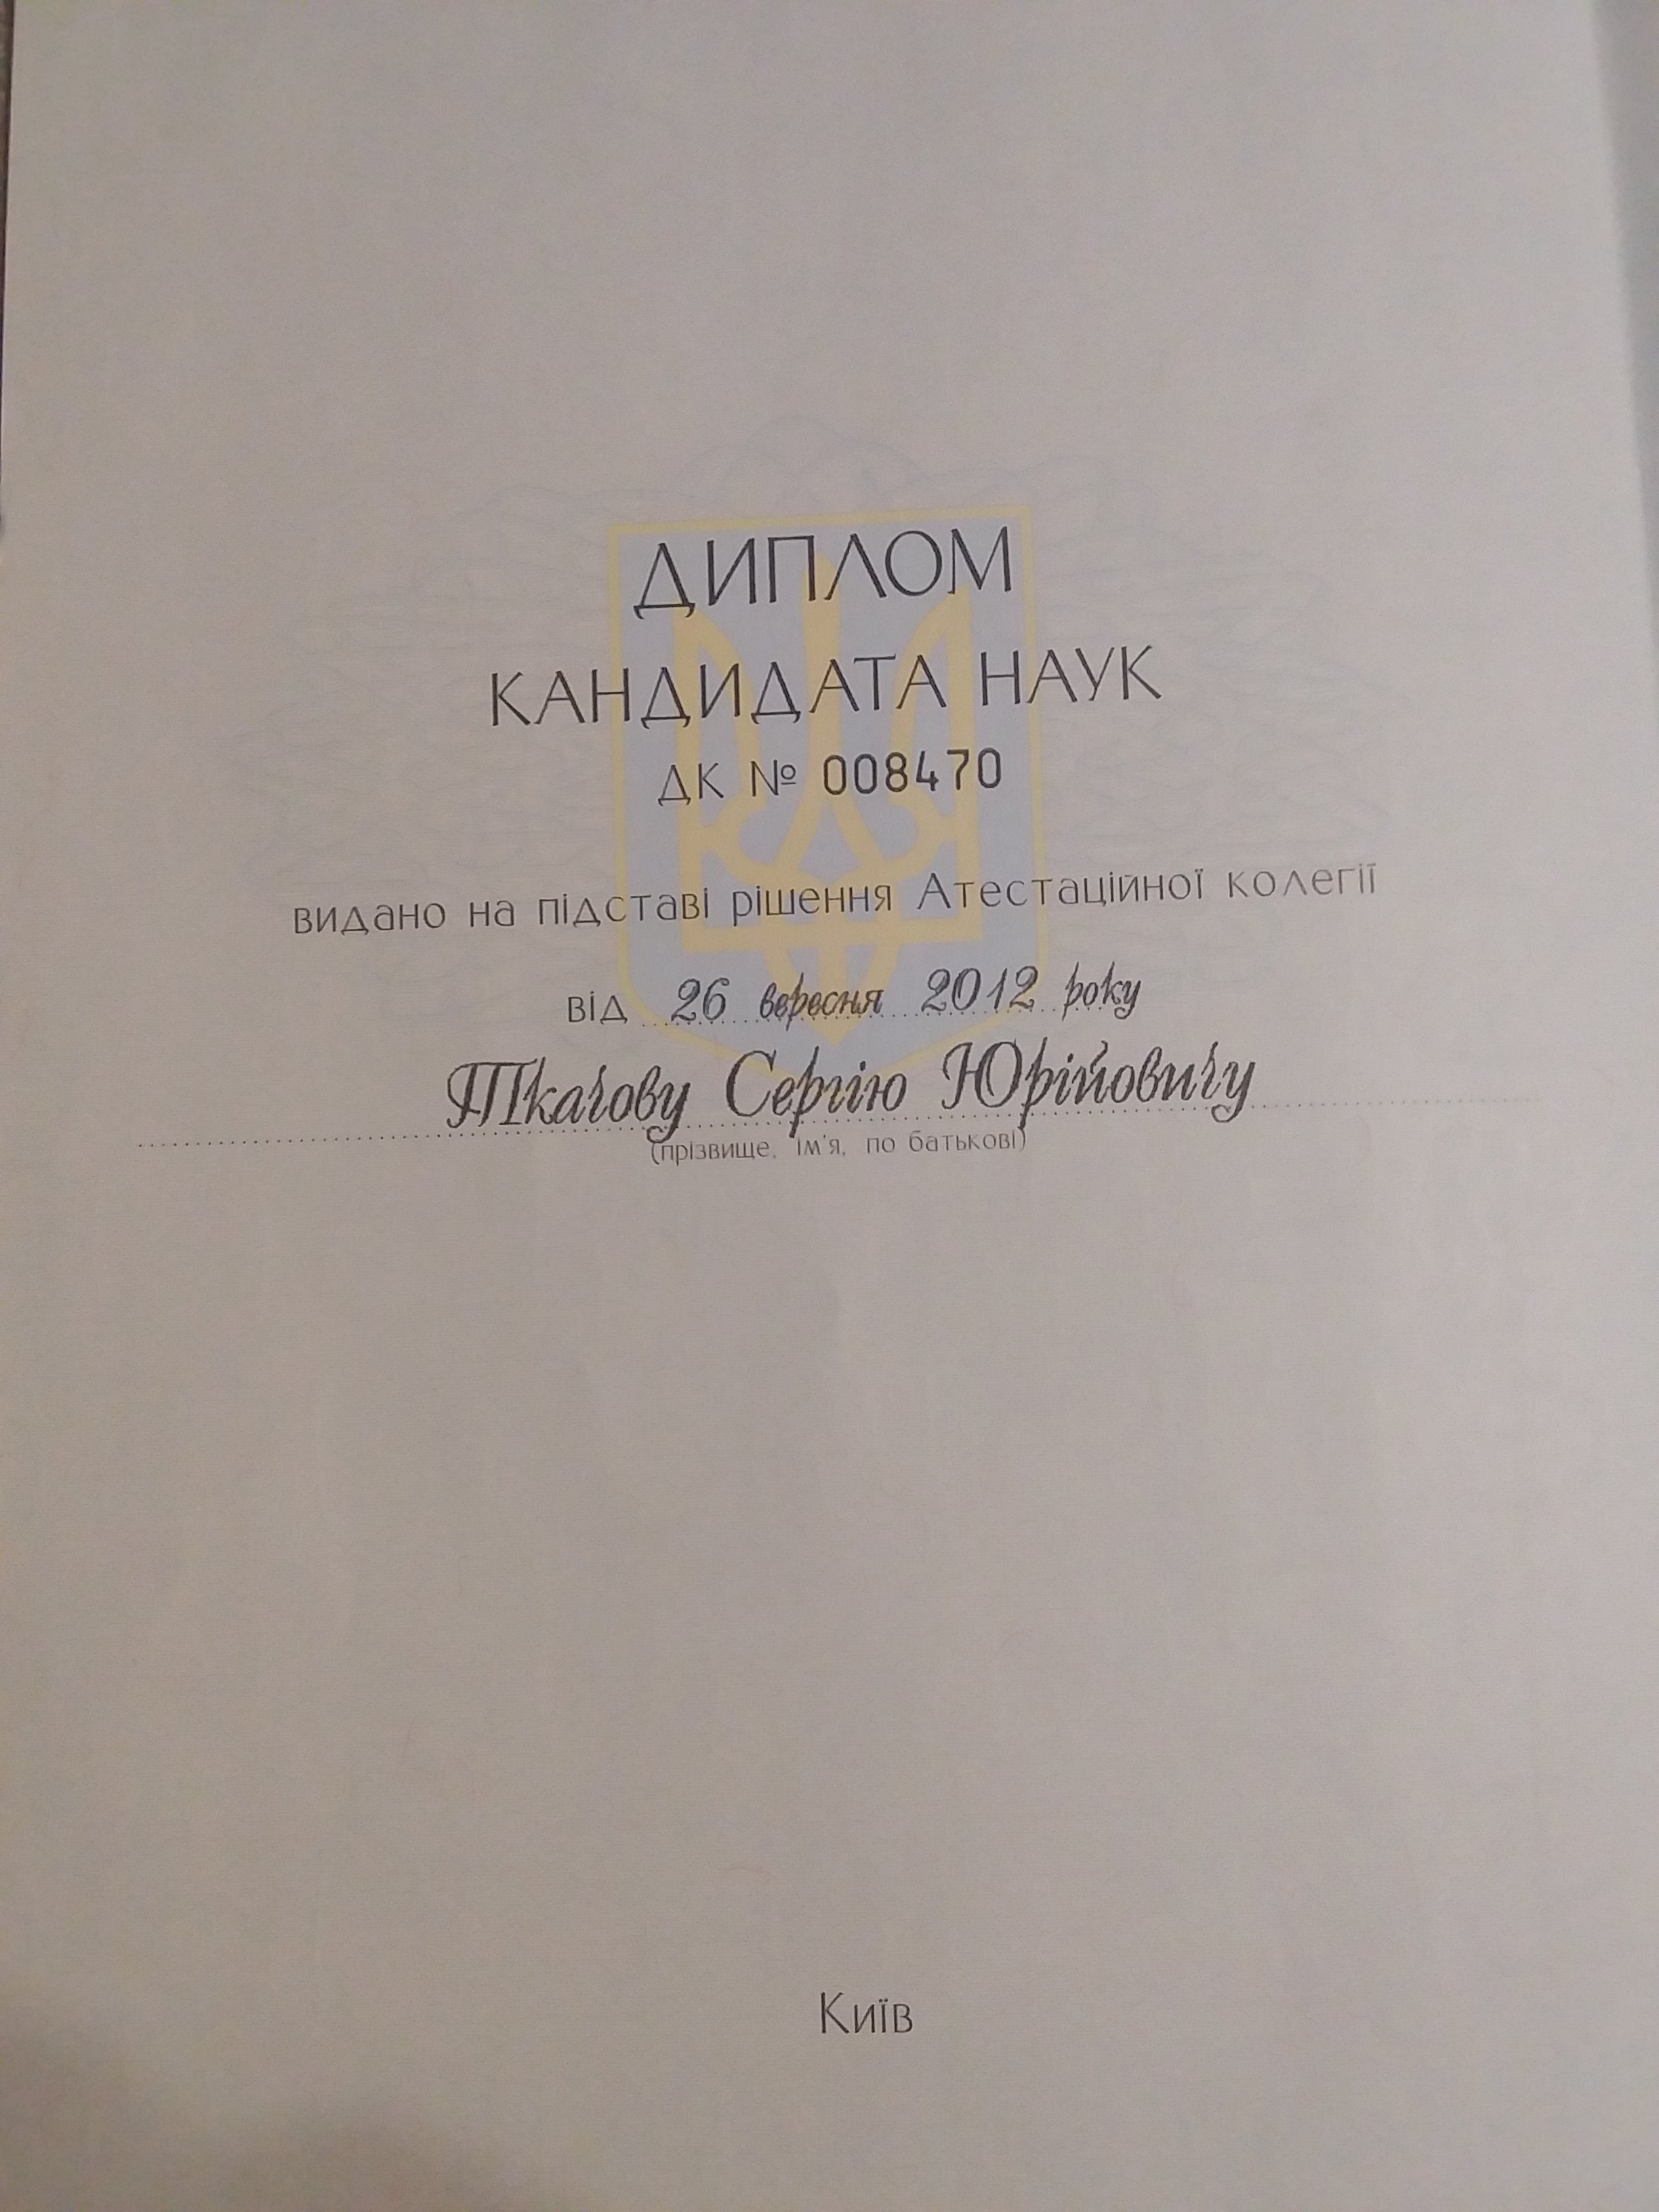 ДИПЛОМ
КАНДИДАТА НАУК
ДК № 008470
видано на підставі рішення Атестаційної колегії
від 26 вересня 2012 року
Ткачову Сергію Юрійовичу
(прізвище, ім'я, по батькові)
Київ